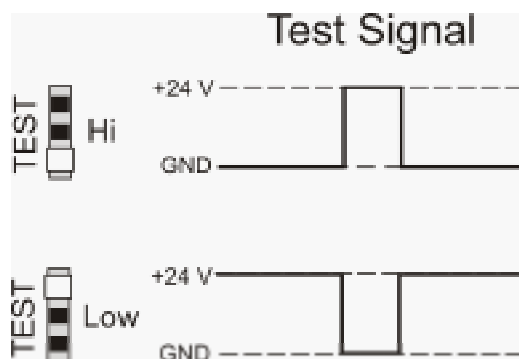 Test Signal
+24 V
TEST
Hi
GND
+24 V
TEST
Low
GND